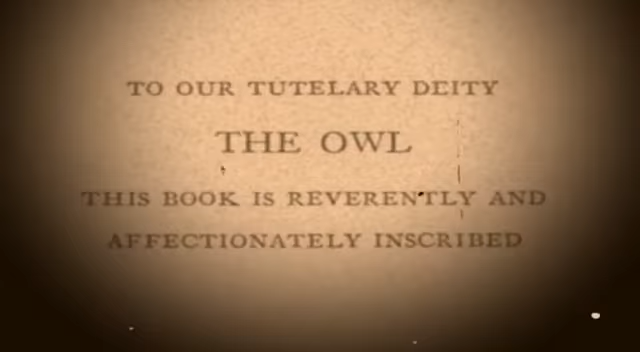 TO OUR TUTELARY DEITY
THE OWL
THIS BOOK IS REVERENTLY AND
AFFECTIONATELY INSCRIBED